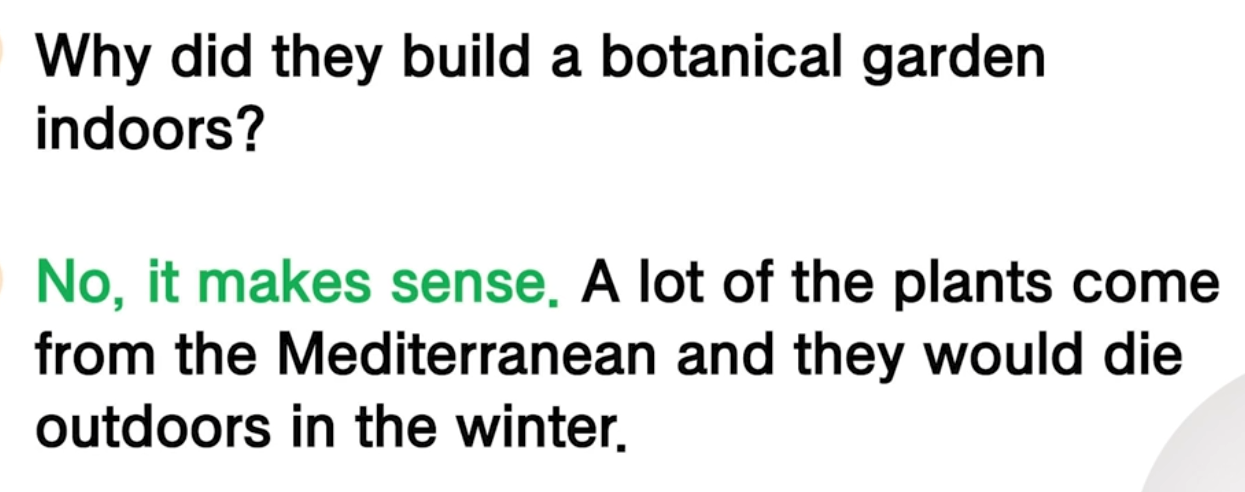 Why did they build a botanical garden
indoors?
No, it makes sense. A lot of the plants come
from the Mediterranean and they would die
outdoors in the winter.